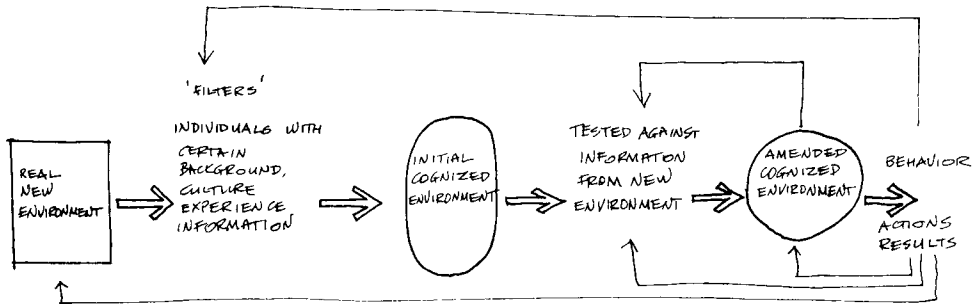 REAL
NEW
ENVIRONMENT
'FILTERS'
INDIVIDUALS WITH
CERTAIN
BACKGROUND,
CULTURE
EXPERIENCE
INFORMATION
INITIAL
COGNIZED
ENVIRONMENT
TESTED AGAINST
INFORMATION
FROM NEW
ENVIRONMENT
AMENDED
COGNIZED
ENVIRONMENT
BEHAVIOR
ACTIONS
RESULTS